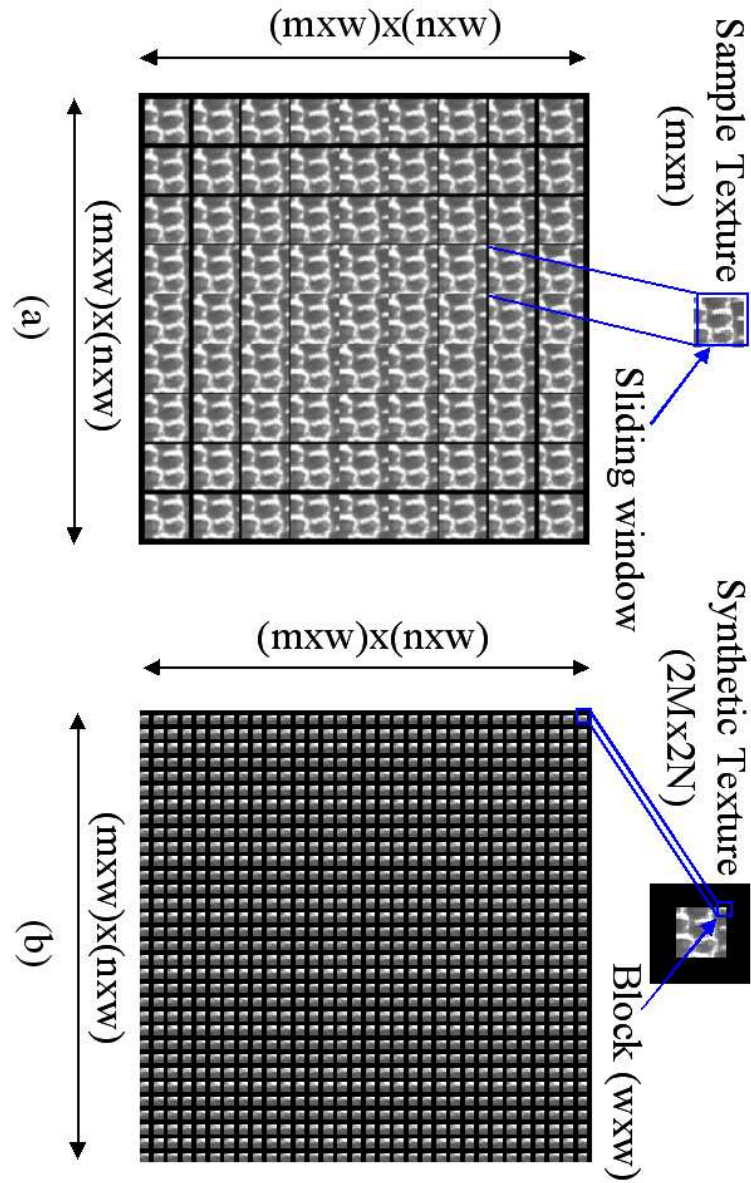 Sample Texture
(mxn)
Sliding window
(mxw)x(nxw)
(mxw)x(nxw)
(a)
Synthetic Texture
(2Mx2N)
Block (wxw)
(mxw)x(nxw)
(mxw)x(nxw)
(b)